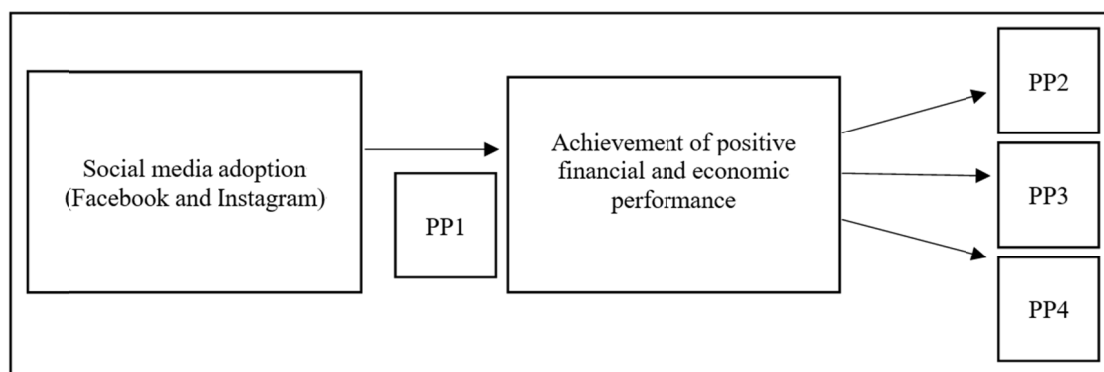 Social media adoption
(Facebook and Instagram)
PP1
Achievement of positive
financial and economic
performance
PP2
PP3
PP4